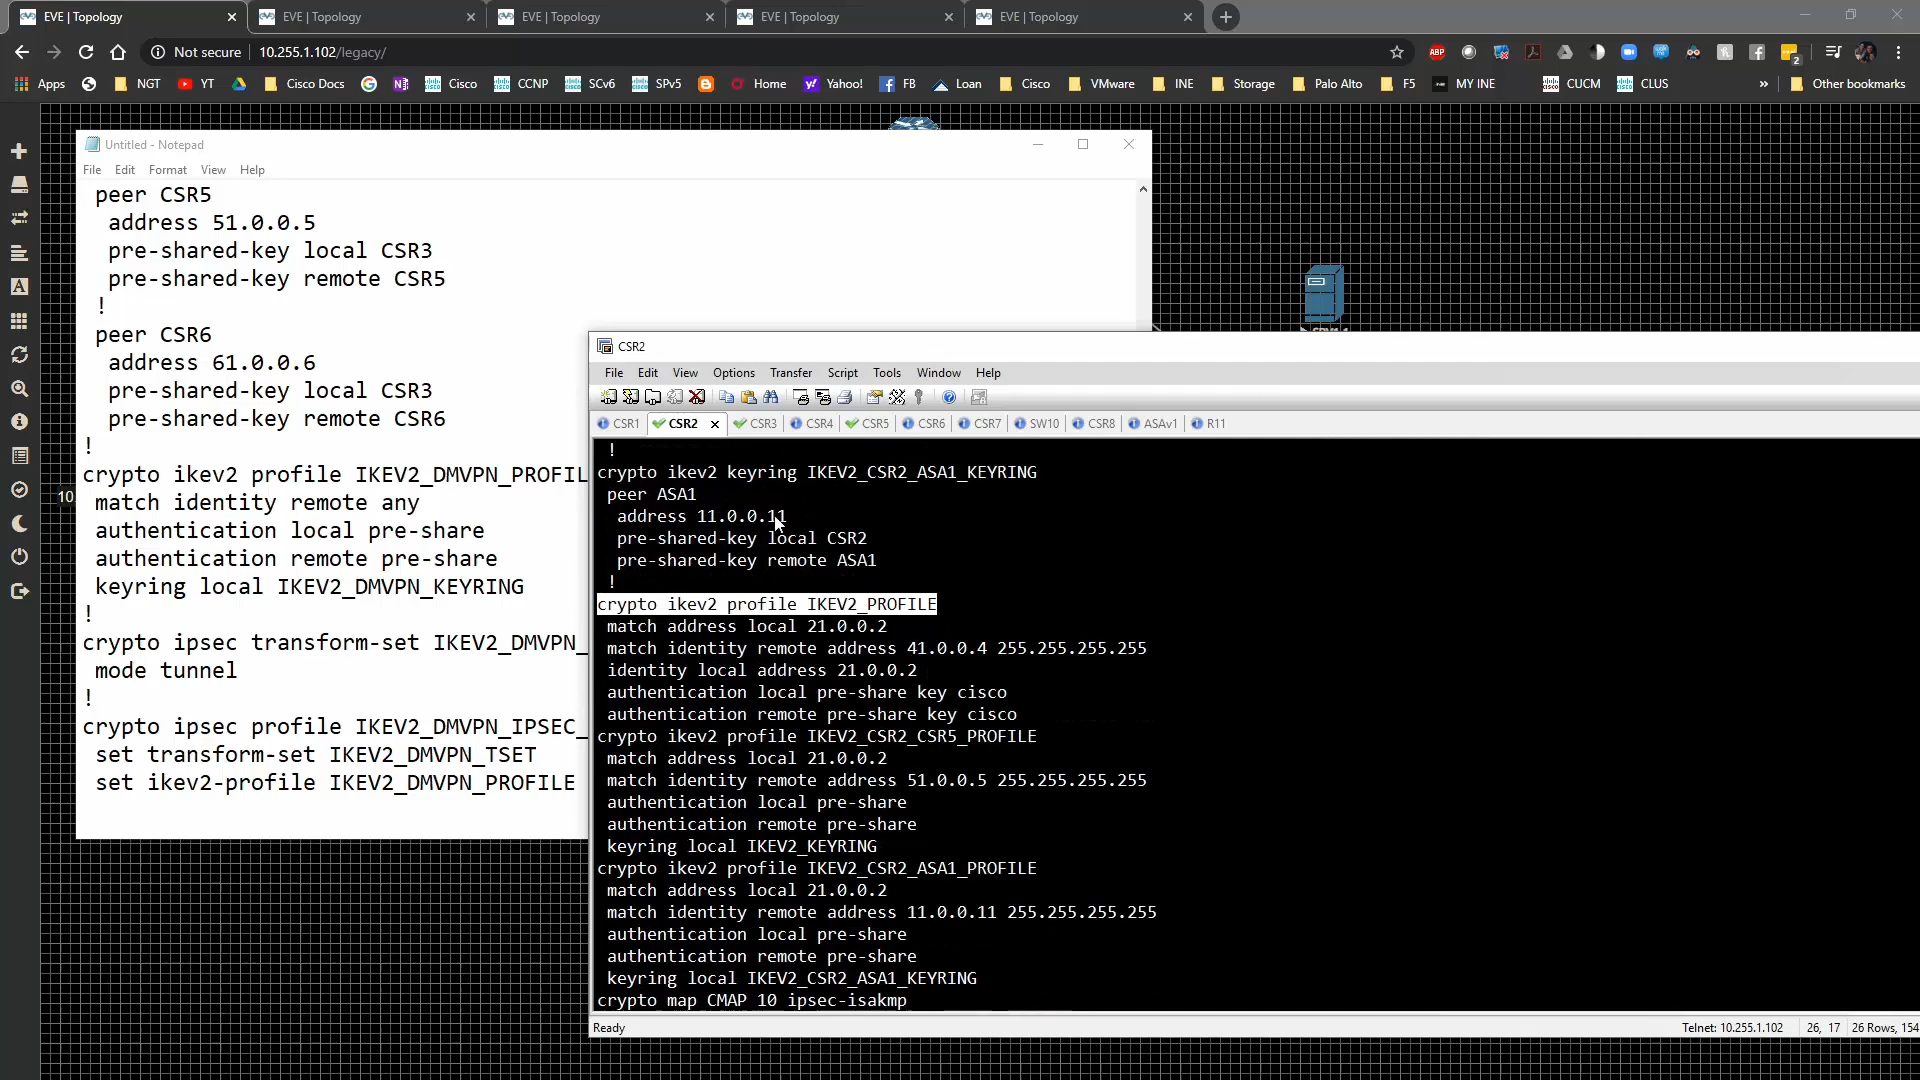 EVE | Topology
EVE | Topology
EVE | Topology
EVE | Topology
EVE | Topology
Not secure
10.255.1.102/legacy/
ABP
2
Apps
NGT
YT
Cisco Docs
Cisco
CCNP
SCv6
SPv5
Home
Yahoo!
FB
Loan
Cisco
VMware
INE
Storage
Palo Alto
F5
MY INE
CUCM
CLUS
»
Other bookmarks
Untitled - Notepad
File Edit Format View Help
peer CSR5
address 51.0.0.5
pre-shared-key local CSR3
pre-shared-key remote CSR5
!
peer CSR6
address 61.0.0.6
pre-shared-key local CSR3
pre-shared-key remote CSR6
!
crypto ikev2 profile IKEV2_DMVPN_PROFIL
match identity remote any
authentication local pre-share
authentication remote pre-share
keyring local IKEV2_DMVPN_KEYRING
!
crypto ipsec transform-set IKEV2_DMVPN_
mode tunnel
!
crypto ipsec profile IKEV2_DMVPN_IPSEC_
set transform-set IKEV2_DMVPN_TSET
set ikev2-profile IKEV2_DMVPN_PROFILE
10
CSR2
File Edit View Options Transfer Script Tools Window Help
CSR1
CSR2
CSR3
CSR4
CSR5
CSR6
CSR7
SW10
CSR8
ASAv1
R11
!
crypto ikev2 keyring IKEV2_CSR2_ASA1_KEYRING
peer ASA1
address 11.0.0.11
pre-shared-key local CSR2
pre-shared-key remote ASA1
!
crypto ikev2 profile IKEV2_PROFILE
match address local 21.0.0.2
match identity remote address 41.0.0.4 255.255.255.255
identity local address 21.0.0.2
authentication local pre-share key cisco
authentication remote pre-share key cisco
crypto ikev2 profile IKEV2_CSR2_CSR5_PROFILE
match address local 21.0.0.2
match identity remote address 51.0.0.5 255.255.255.255
authentication local pre-share
authentication remote pre-share
keyring local IKEV2_KEYRING
crypto ikev2 profile IKEV2_CSR2_ASA1_PROFILE
match address local 21.0.0.2
match identity remote address 11.0.0.11 255.255.255.255
authentication local pre-share
authentication remote pre-share
keyring local IKEV2_CSR2_ASA1_KEYRING
crypto map CMAP 10 ipsec-isakmp
Ready
Telnet: 10.255.1.102
26, 17
26 Rows, 154